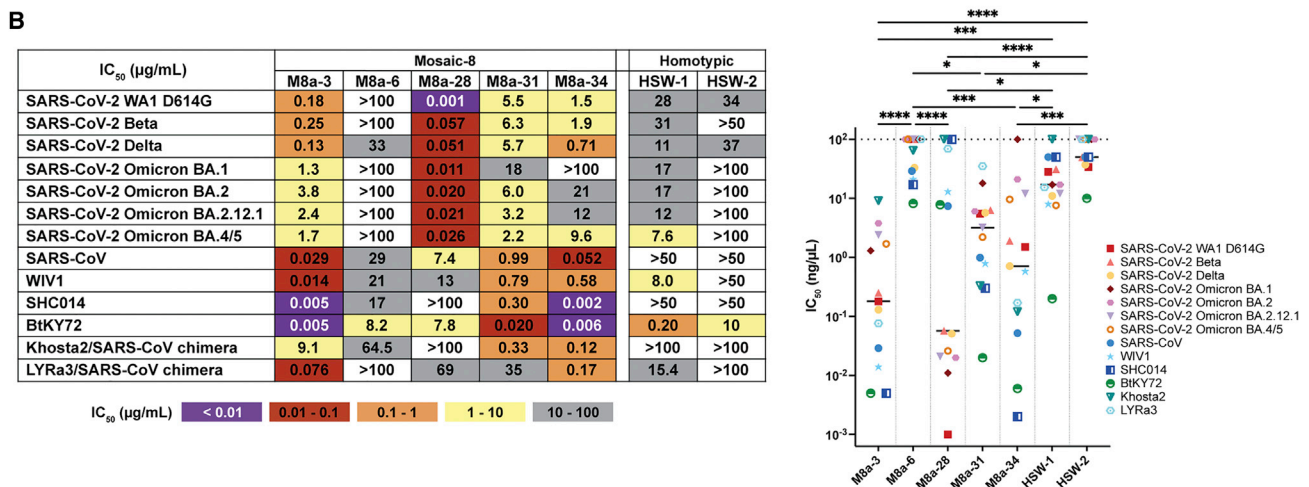 B
IC50 (µg/mL) Mosaic-8 Homotypic
M8a-3 M8a-6 M8a-28 M8a-31 M8a-34 HSW-1 HSW-2
SARS-CoV-2 WA1 D614G 0.18 >100 0.001 5.5 1.5 28 34
SARS-CoV-2 Beta 0.25 >100 0.057 6.3 1.9 31 >50
SARS-CoV-2 Delta 0.13 33 0.051 5.7 0.71 11 37
SARS-CoV-2 Omicron BA.1 1.3 >100 0.011 18 >100 17 >100
SARS-CoV-2 Omicron BA.2 3.8 >100 0.020 6.0 21 17 >100
SARS-CoV-2 Omicron BA.2.12.1 2.4 >100 0.021 3.2 12 12 >100
SARS-CoV-2 Omicron BA.4/5 1.7 >100 0.026 2.2 9.6 7.6 >100
SARS-CoV 0.029 29 7.4 0.99 0.052 >50 >50
WIV1 0.014 21 13 0.79 0.58 8.0 >50
SHC014 0.005 17 >100 0.30 0.002 >50 >50
BtKY72 0.005 8.2 7.8 0.020 0.006 0.20 10
Khosta2/SARS-CoV chimera 9.1 64.5 >100 0.33 0.12 >100 >100
LYRa3/SARS-CoV chimera 0.076 >100 69 35 0.17 15.4 >100
IC50 (µg/mL) < 0.01 0.01 - 0.1 0.1 - 1 1 - 10 10 - 100
****
***
****
* *
*
*** *
**** **** ***
IC50 (ng/µL)
10²
10¹
10⁰
10⁻¹
10⁻²
10⁻³
M8a-3 M8a-6 M8a-28 M8a-31 M8a-34 HSW-1 HSW-2
SARS-CoV-2 WA1 D614G
SARS-CoV-2 Beta
SARS-CoV-2 Delta
SARS-CoV-2 Omicron BA.1
SARS-CoV-2 Omicron BA.2
SARS-CoV-2 Omicron BA.2.12.1
SARS-CoV-2 Omicron BA.4/5
SARS-CoV
WIV1
SHC014
BtKY72
Khosta2
LYRa3